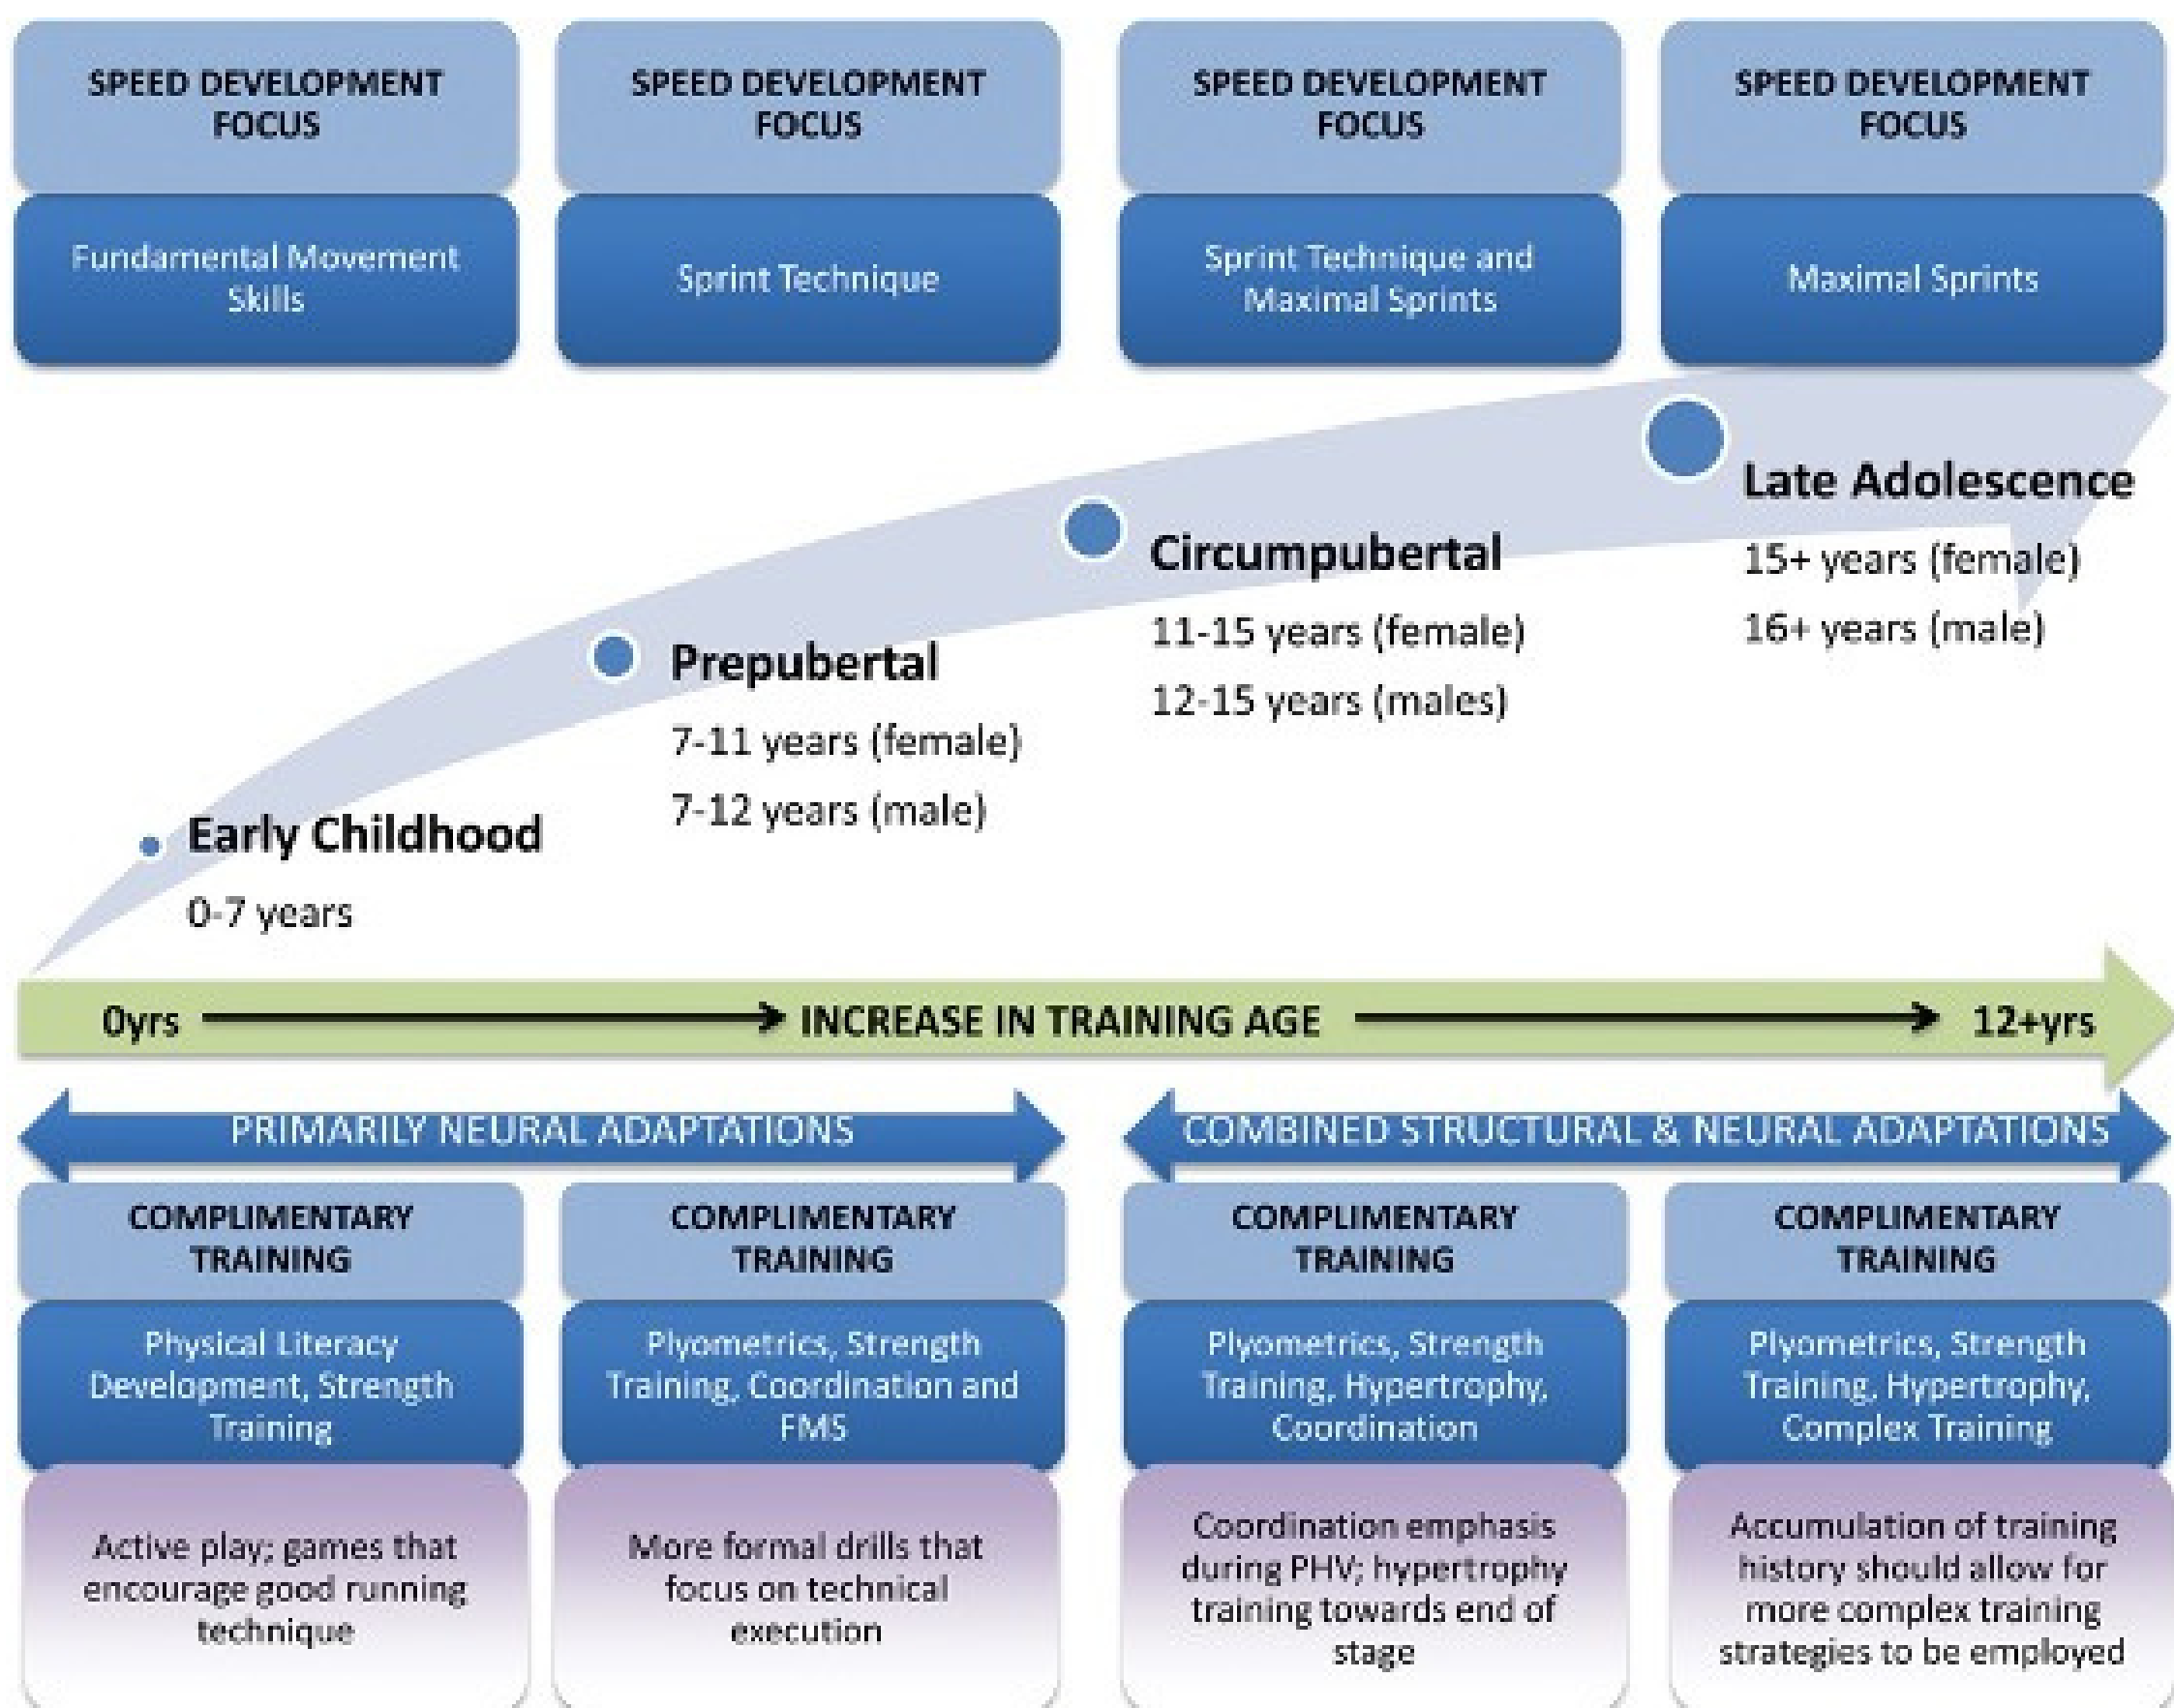 SPEED DEVELOPMENT
FOCUS
Fundamental Movement
Skills
SPEED DEVELOPMENT
FOCUS
Sprint Technique
SPEED DEVELOPMENT
FOCUS
Sprint Technique and
Maximal Sprints
SPEED DEVELOPMENT
FOCUS
Maximal Sprints
Early Childhood
0-7 years
Prepubertal
7-11 years (female)
7-12 years (male)
Circumpubertal
11-15 years (female)
12-15 years (males)
Late Adolescence
15+ years (female)
16+ years (male)
0yrs INCREASE IN TRAINING AGE 12+yrs
PRIMARILY NEURAL ADAPTATIONS
COMBINED STRUCTURAL & NEURAL ADAPTATIONS
COMPLIMENTARY
TRAINING
Physical Literacy
Development, Strength
Training
Active play; games that
encourage good running
technique
COMPLIMENTARY
TRAINING
Plyometrics, Strength
Training, Coordination and
FMS
More formal drills that
focus on technical
execution
COMPLIMENTARY
TRAINING
Plyometrics, Strength
Training, Hypertrophy,
Coordination
Coordination emphasis
during PHV; hypertrophy
training towards end of
stage
COMPLIMENTARY
TRAINING
Plyometrics, Strength
Training, Hypertrophy,
Complex Training
Accumulation of training
history should allow for
more complex training
strategies to be employed